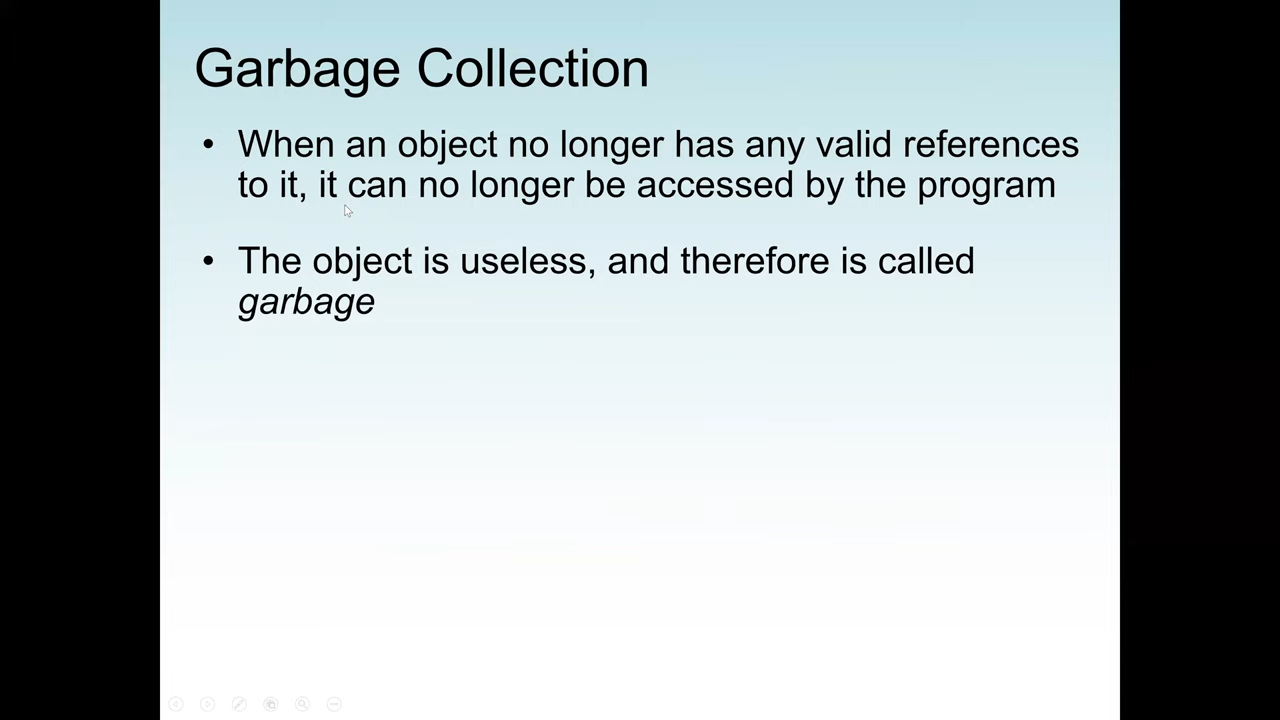 Garbage Collection
• When an object no longer has any valid references
to it, it can no longer be accessed by the program
• The object is useless, and therefore is called
garbage